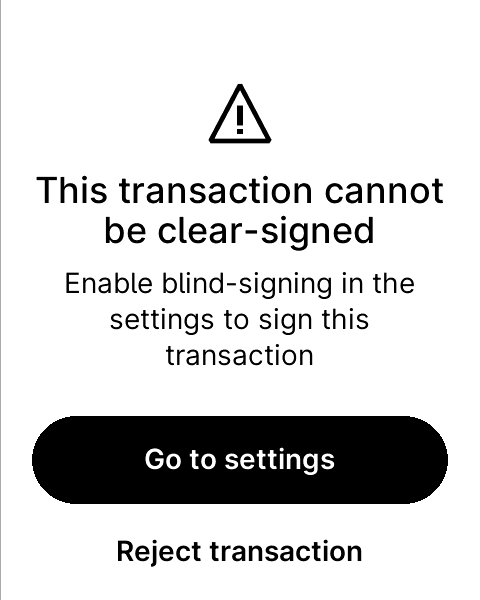 This transaction cannot
be clear-signed
Enable blind-signing in the
settings to sign this
transaction
Go to settings
Reject transaction